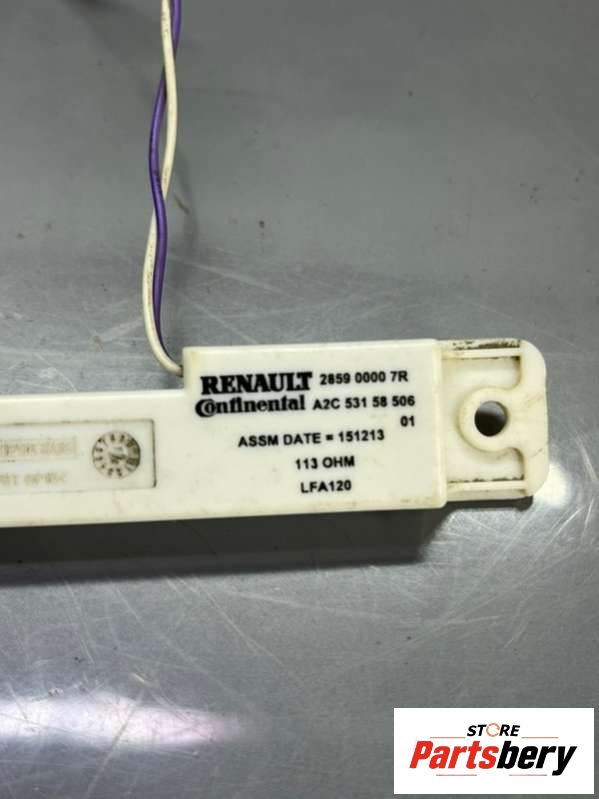 RENAULT 2859 0000 7R
Continental A2C 531 58 506
01
ASSM DATE = 151213
113 OHM
LFA120
STORE
Partsbery